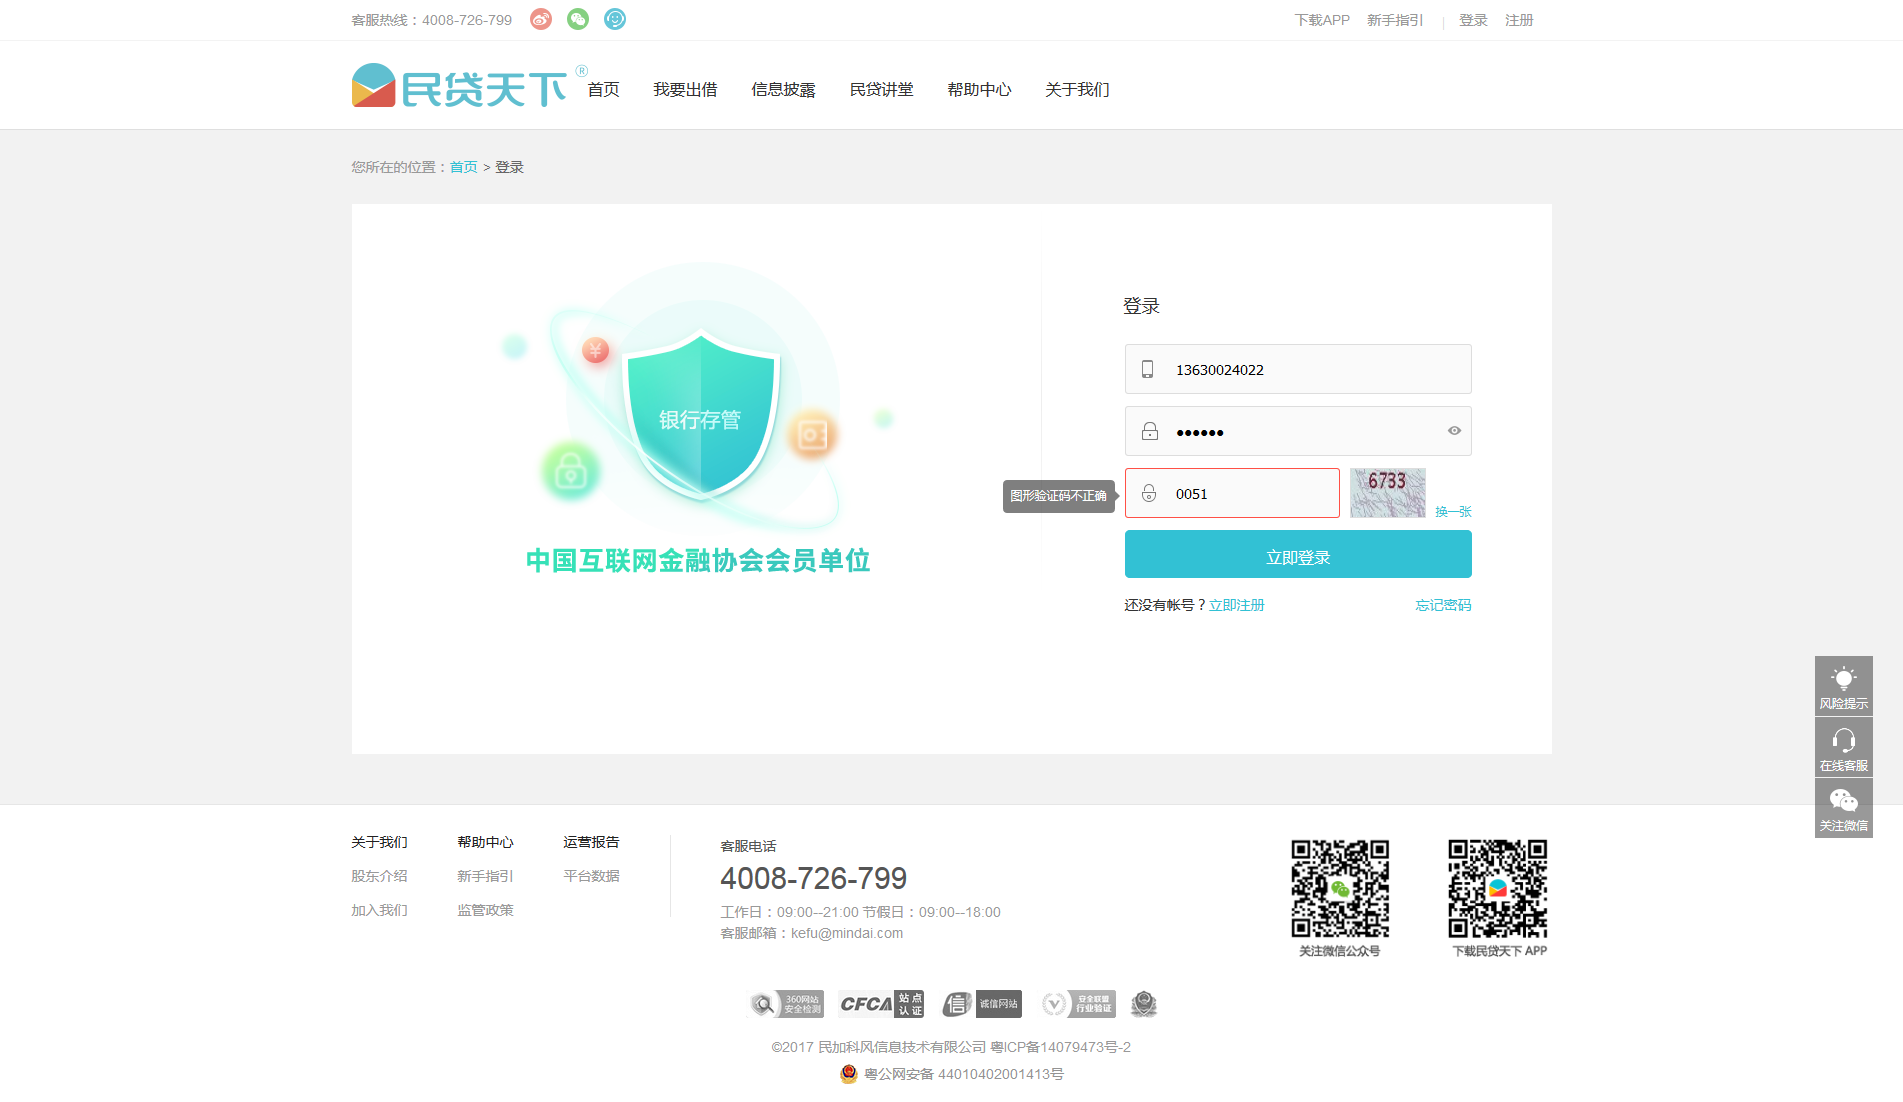 客服热线：4008-726-799
下载APP 新手指引 | 登录 注册
民贷天下®
首页 我要出借 信息披露 民贷讲堂 帮助中心 关于我们
您所在的位置：首页 > 登录
银行存管
中国互联网金融协会会员单位
登录
13630024022
••••••
图形验证码不正确
0051
6733
换一张
立即登录
还没有帐号？立即注册
忘记密码
风险提示
在线客服
关注微信
关于我们 帮助中心 运营报告
股东介绍 新手指引 平台数据
加入我们 监管政策
客服电话
4008-726-799
工作日：09:00--21:00 节假日：09:00--18:00
客服邮箱：kefu@mindai.com
关注微信公众号
下载民贷天下 APP
360网站
安全检测
CFCA
站点
认证
信
诚信网站
安全联盟
行业验证
©2017 民加科风信息技术有限公司 粤ICP备14079473号-2
粤公网安备 44010402001413号